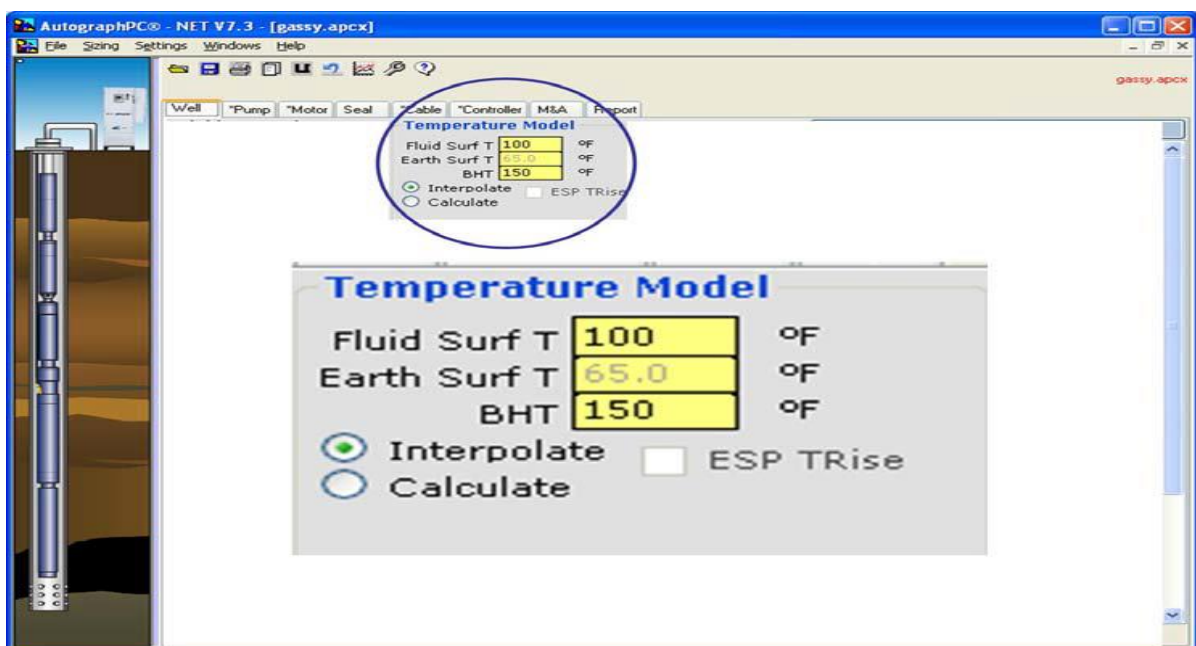 AutographPC® - NET V7.3 - [gassy.apcx]
File Sizing Settings Windows Help
gassy.apcx
Well *Pump *Motor Seal *Cable *Controller M&A Report
Temperature Model
Fluid Surf T 100 ºF
Earth Surf T 65.0 ºF
BHT 150 ºF
Interpolate ESP TRise
Calculate
Temperature Model
Fluid Surf T 100 ºF
Earth Surf T 65.0 ºF
BHT 150 ºF
Interpolate ESP TRise
Calculate